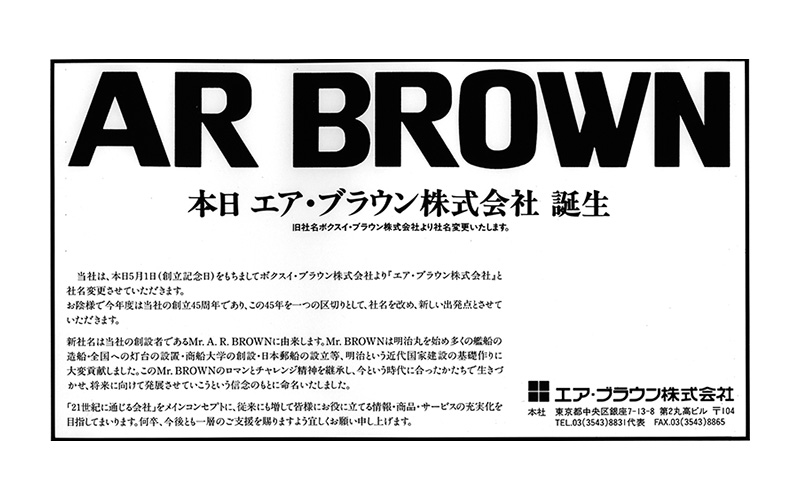 AR BROWN
本日 エア・ブラウン株式会社 誕生
旧社名ボクスイ・ブラウン株式会社より社名変更いたします。
当社は、本日5月1日(創立記念日)をもちましてボクスイ・ブラウン株式会社より『エア・ブラウン株式会社』と
社名変更させていただきます。
お陰様で今年度は当社の創立45周年であり、この45年を一つの区切りとして、社名を改め、新しい出発点とさせて
いただきます。
新社名は当社の創設者であるMr. A. R. BROWNに由来します。Mr. BROWNは明治丸を始め多くの艦船の
造船・全国への灯台の設置・商船大学の創設・日本郵船の設立等、明治という近代国家建設の基礎作りに
大変貢献しました。このMr. BROWNのロマンとチャレンジ精神を継承し、今という時代に合ったかたちで生きづ
かせ、将来に向けて発展させていこうという信念のもとに命名いたしました。
「21世紀に通じる会社」をメインコンセプトに、従来にも増して皆様にお役に立てる情報・商品・サービスの充実化を
目指してまいります。何卒、今後とも一層のご支援を賜りますよう宜しくお願い申し上げます。
エア・ブラウン株式会社
本社 東京都中央区銀座7-13-8 第2丸高ビル 〒104
TEL.03(3543)8831代表 FAX.03(3543)8865